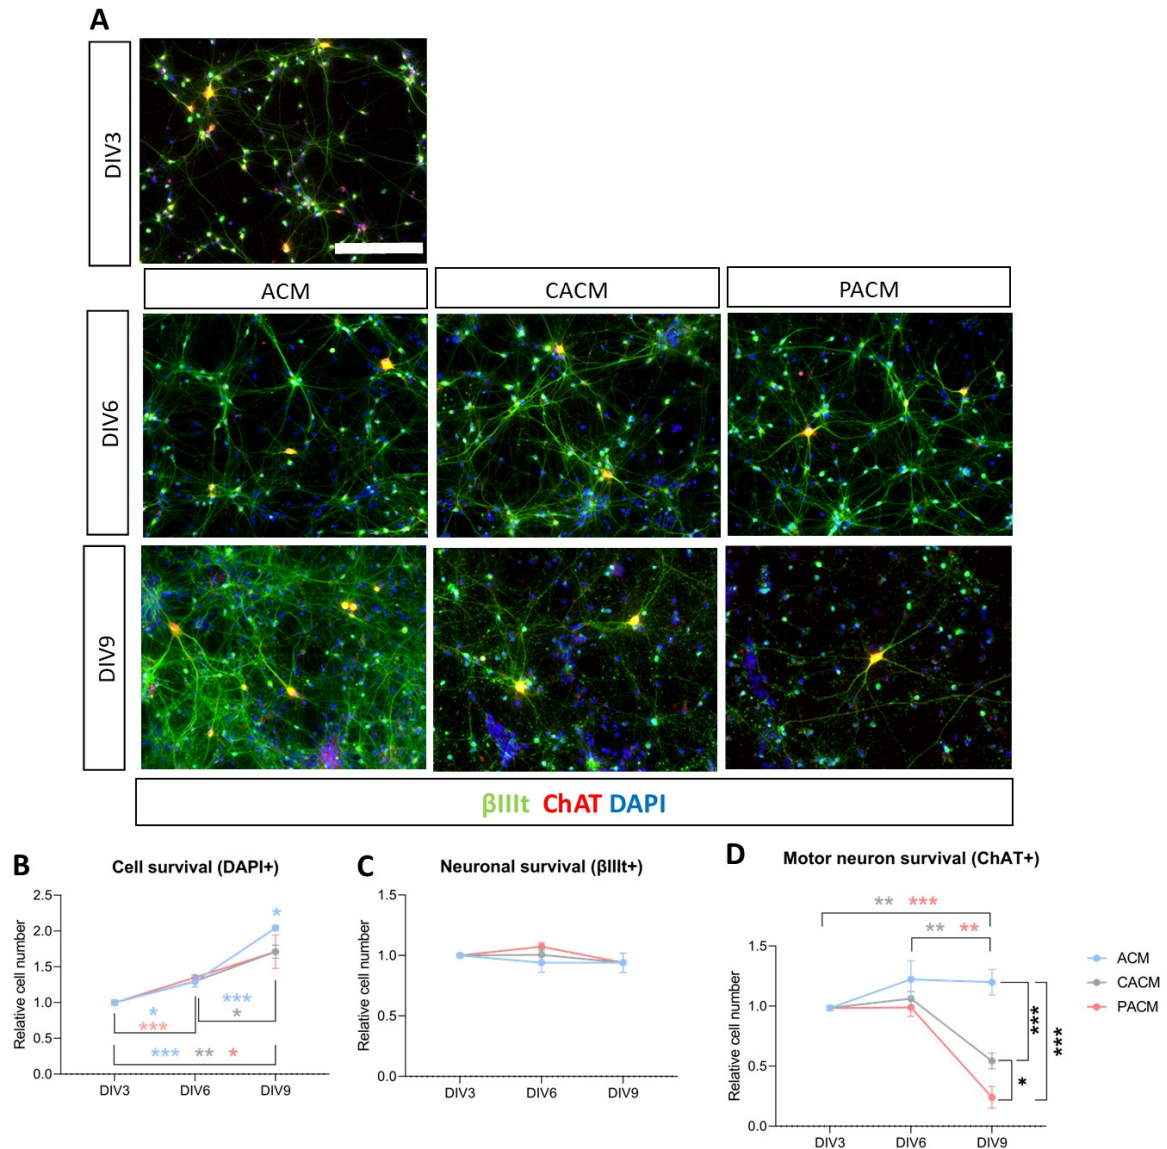 A
DIV3
ACM
CACM
PACM
DIV6
DIV9
βIIIt ChAT DAPI
B
Cell survival (DAPI+)
Relative cell number
2.5
2.0
1.5
1.0
0.5
0.0
*
*
***
***
*
*** ** *
DIV3 DIV6 DIV9
C
Neuronal survival (βIIIt+)
Relative cell number
1.5
1.0
0.5
0.0
DIV3 DIV6 DIV9
D
Motor neuron survival (ChAT+)
Relative cell number
** ***
** **
1.5
1.0
0.5
0.0
***
***
*
DIV3 DIV6 DIV9
ACM
CACM
PACM